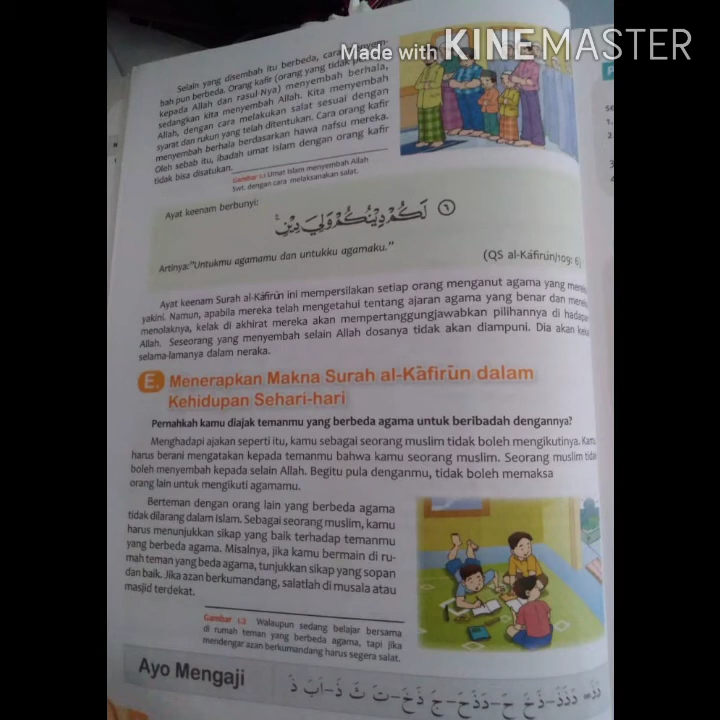 Made with KINEMASTER
Selain yang disembah itu berbeda, cara
bah pun berbeda. Orang kafir (orang yang tidak
kepada Allah dan rasul-Nya) menyembah berhala,
sedangkan kita menyembah Allah. Kita menyembah
Allah, dengan cara melakukan salat sesuai dengan
syarat dan rukun yang telah ditentukan. Cara orang kafir
menyembah berhala berdasarkan hawa nafsu mereka.
Oleh sebab itu, ibadah umat Islam dengan orang kafir
tidak bisa disatukan.
Gambar 1.1 Umat Islam menyembah Allah
Swt. dengan cara melaksanakan salat.
Ayat keenam berbunyi:
لَكُمْ دِيْنُكُمْ وَلِيَ دِيْنِ ࣖ ٦
Artinya:"Untukmu agamamu dan untukku agamaku."
(QS al-Kāfirūn/109: 6)
Ayat keenam Surah al-Kāfirūn ini mempersilakan setiap orang menganut agama yang
yakini. Namun, apabila mereka telah mengetahui tentang ajaran agama yang benar dan
menolaknya, kelak di akhirat mereka akan mempertanggungjawabkan pilihannya di
Allah. Seseorang yang menyembah selain Allah dosanya tidak akan diampuni. Dia akan
selama-lamanya dalam neraka.
E. Menerapkan Makna Surah al-Kāfirūn dalam
Kehidupan Sehari-hari
Pernahkah kamu diajak temanmu yang berbeda agama untuk beribadah dengannya?
Menghadapi ajakan seperti itu, kamu sebagai seorang muslim tidak boleh mengikutinya. Kamu
harus berani mengatakan kepada temanmu bahwa kamu seorang muslim. Seorang muslim tidak
boleh menyembah kepada selain Allah. Begitu pula denganmu, tidak boleh memaksa
orang lain untuk mengikuti agamamu.
Berteman dengan orang lain yang berbeda agama
tidak dilarang dalam Islam. Sebagai seorang muslim, kamu
harus menunjukkan sikap yang baik terhadap temanmu
yang berbeda agama. Misalnya, jika kamu bermain di ru-
mah teman yang beda agama, tunjukkan sikap yang sopan
dan baik. Jika azan berkumandang, salatlah di musala atau
masjid terdekat.
Gambar 1.2 Walaupun sedang belajar bersama
di rumah teman yang berbeda agama, tapi jika
mendengar azan berkumandang harus segera salat.
Ayo Mengaji